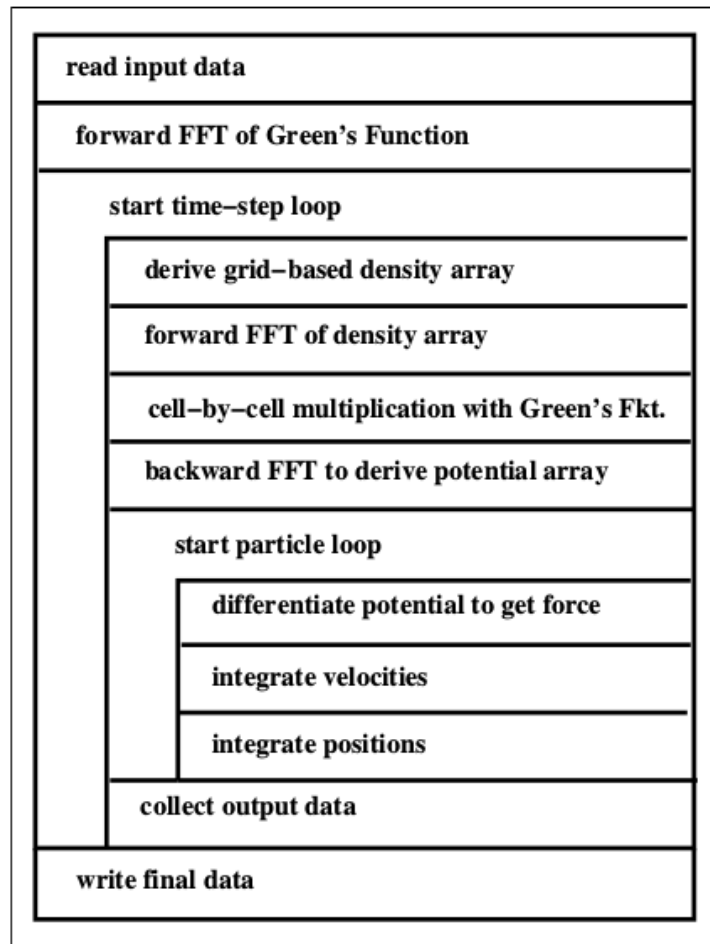 read input data
forward FFT of Green's Function
start time−step loop
derive grid−based density array
forward FFT of density array
cell−by−cell multiplication with Green's Fkt.
backward FFT to derive potential array
start particle loop
differentiate potential to get force
integrate velocities
integrate positions
collect output data
write final data